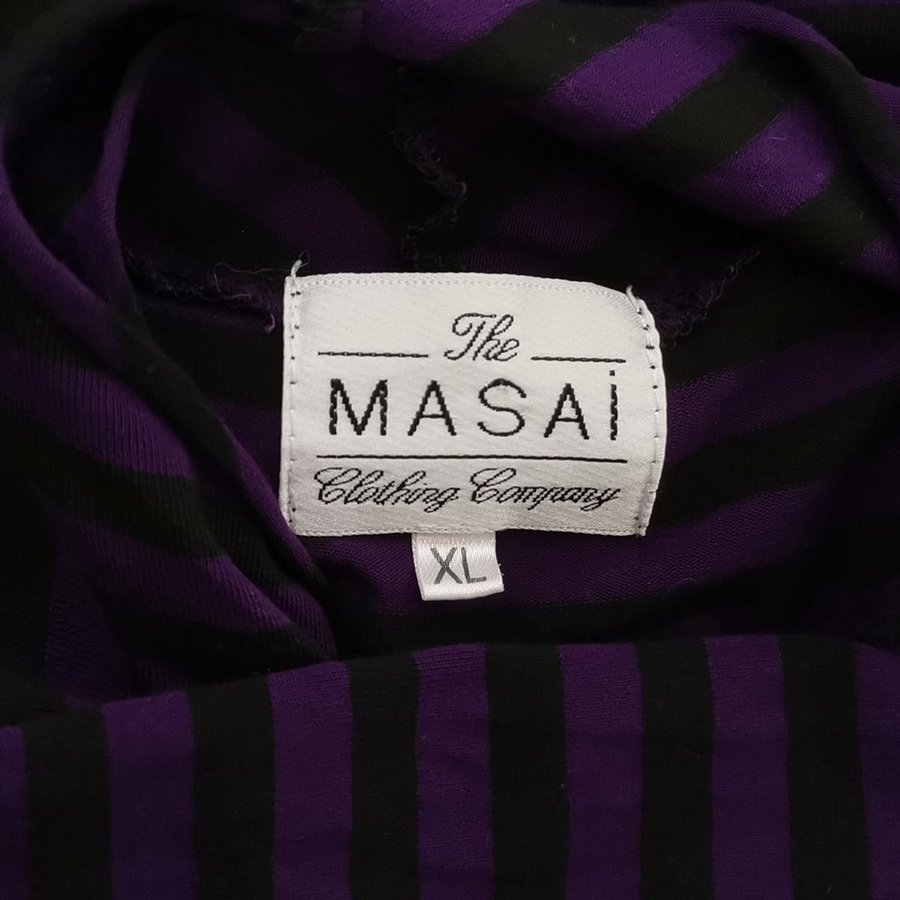 The
MASAi
Clothing Company
XL